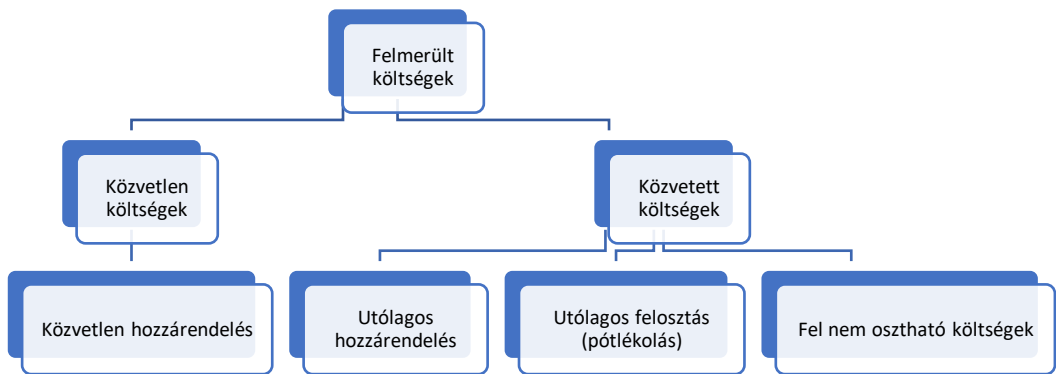 Felmerült
költségek
Közvetlen
költségek
Közvetett
költségek
Közvetlen hozzárendelés
Utólagos
hozzárendelés
Utólagos felosztás
(pótlékolás)
Fel nem osztható költségek